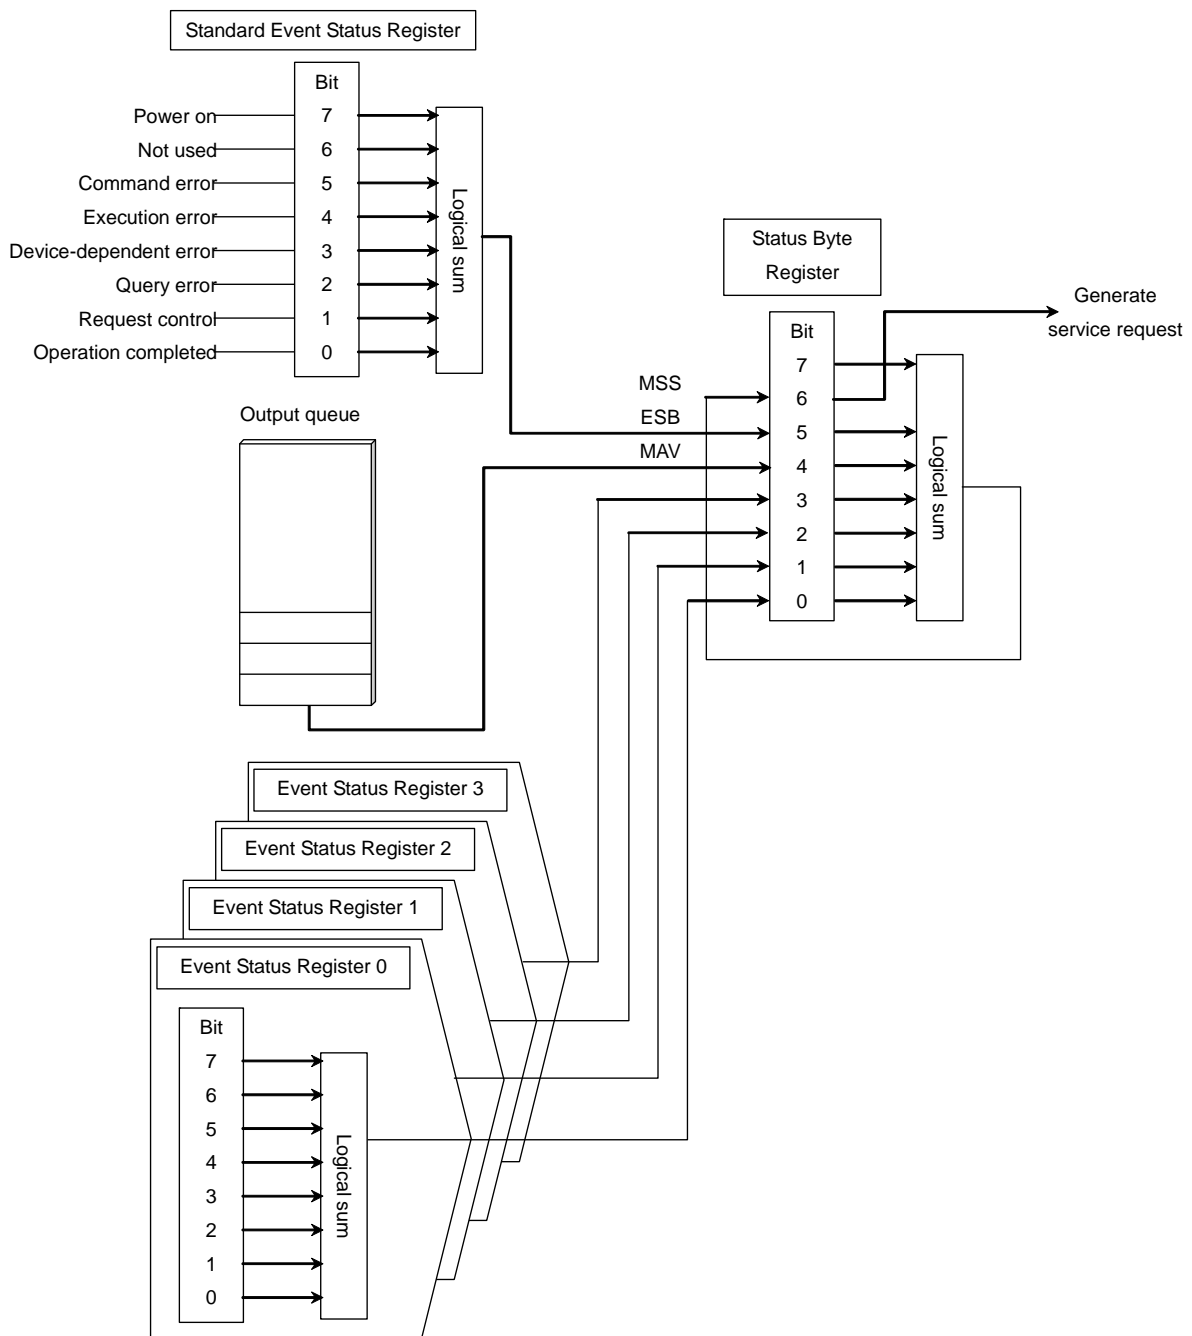 Standard Event Status Register
Bit
Power on 7
Not used 6
Command error 5
Execution error 4
Device-dependent error 3
Query error 2
Request control 1
Operation completed 0
Logical sum
Output queue
Status Byte
Register
Generate
service request
MSS
ESB
MAV
Bit
7
6
5
4
3
2
1
0
Logical sum
Event Status Register 3
Event Status Register 2
Event Status Register 1
Event Status Register 0
Bit
7
6
5
4
3
2
1
0
Logical sum